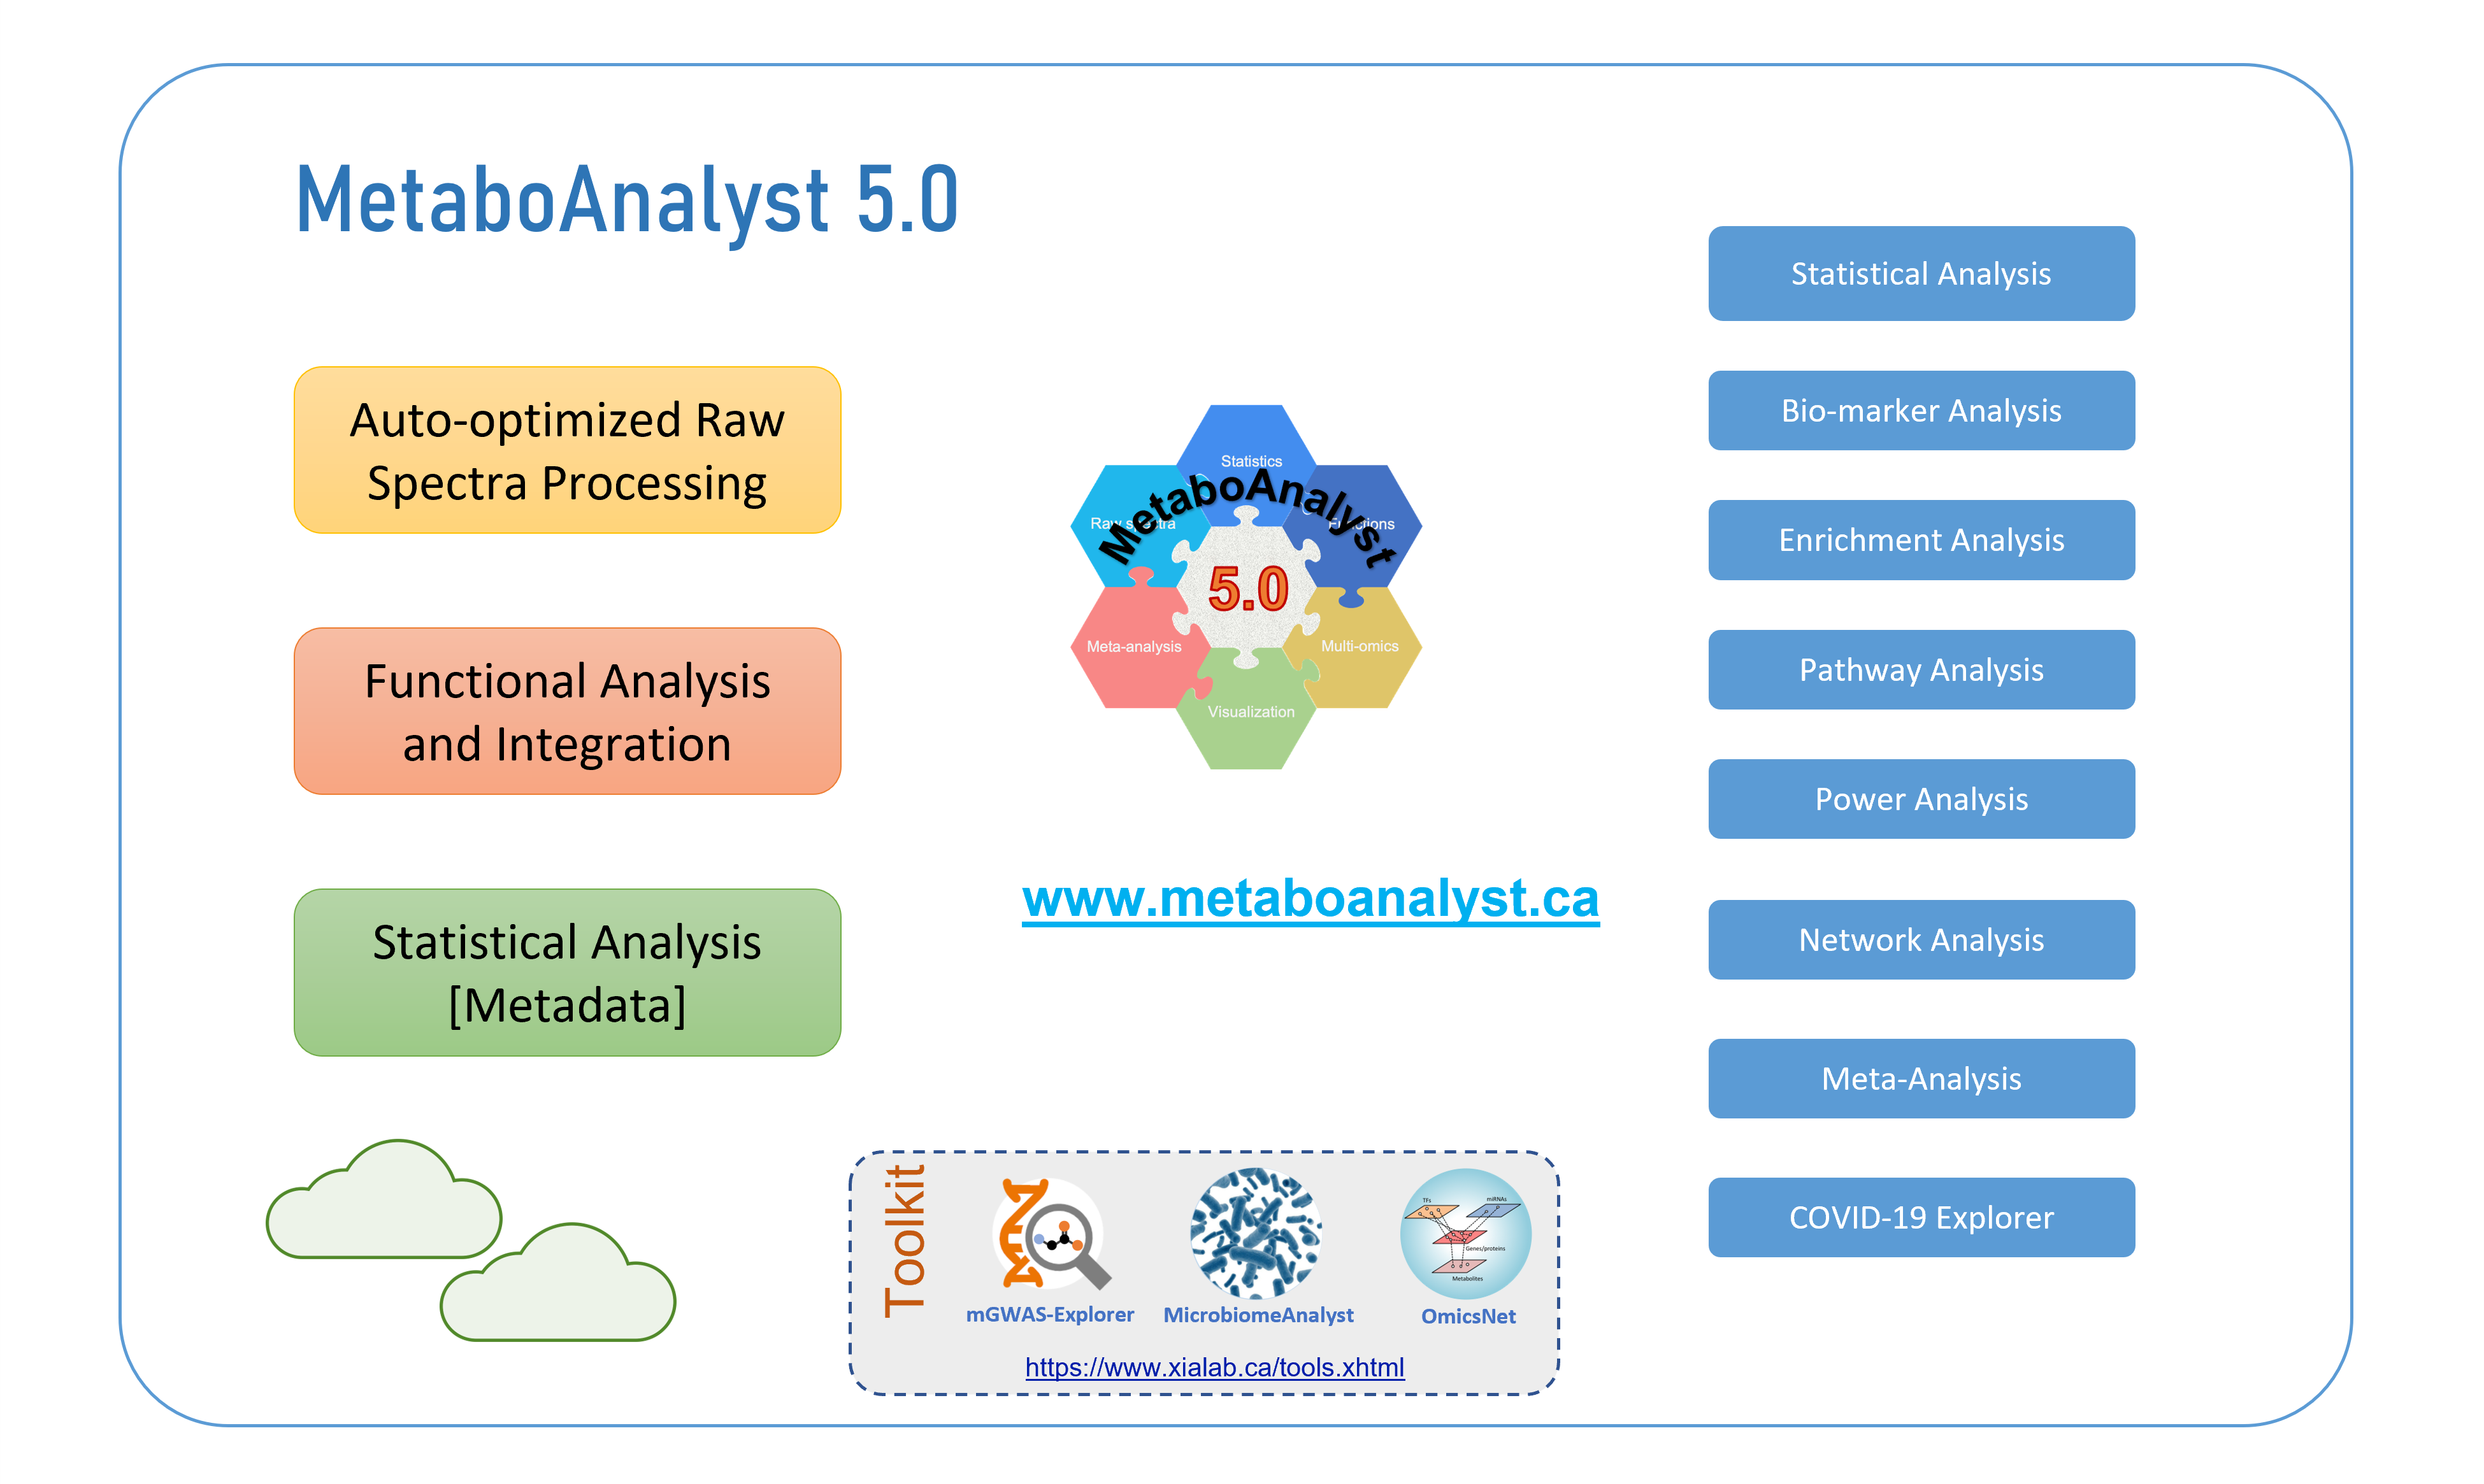 MetaboAnalyst 5.0
Auto-optimized Raw
Spectra Processing
Functional Analysis
and Integration
Statistical Analysis
[Metadata]
Statistics
MetaboAnalyst
Raw spectra
Functions
5.0
Meta-analysis
Multi-omics
Visualization
www.metaboanalyst.ca
Toolkit
TFs
miRNAs
Genes/proteins
Metabolites
mGWAS-Explorer
MicrobiomeAnalyst
OmicsNet
https://www.xialab.ca/tools.xhtml
Statistical Analysis
Bio-marker Analysis
Enrichment Analysis
Pathway Analysis
Power Analysis
Network Analysis
Meta-Analysis
COVID-19 Explorer